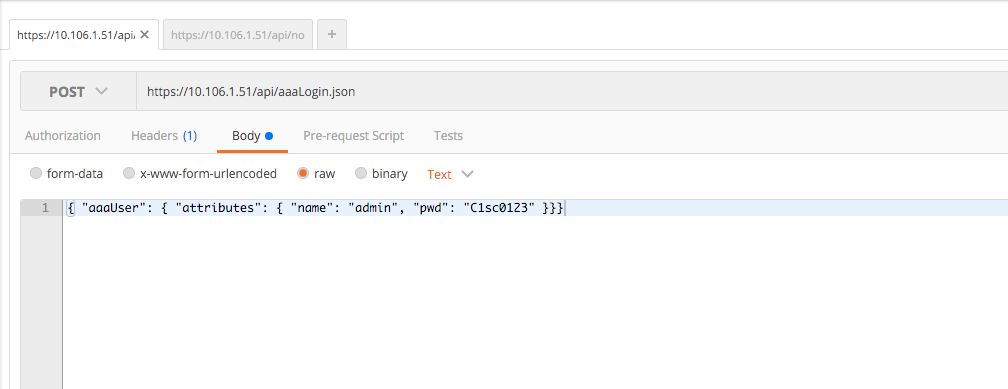 https://10.106.1.51/api/ ✕ https://10.106.1.51/api/no +
POST https://10.106.1.51/api/aaaLogin.json
Authorization Headers (1) Body Pre-request Script Tests
form-data x-www-form-urlencoded raw binary Text
1 { "aaaUser": { "attributes": { "name": "admin", "pwd": "C1sc0123" }}}